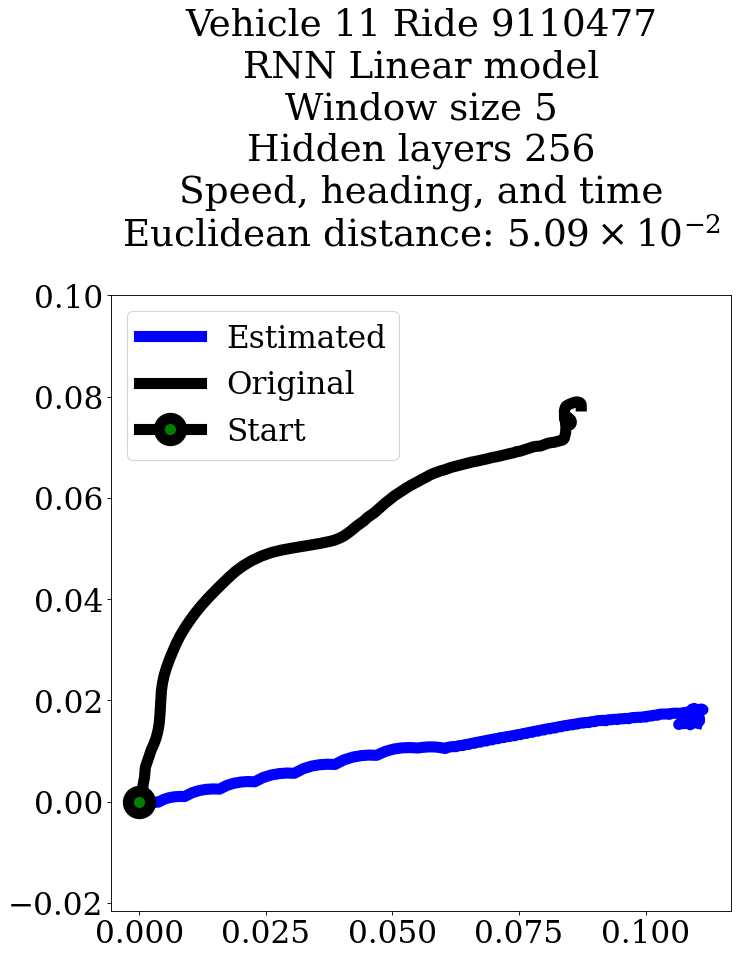 Vehicle 11 Ride 9110477
RNN Linear model
Window size 5
Hidden layers 256
Speed, heading, and time
Euclidean distance: 5.09 × 10⁻²
0.10
Estimated
Original
Start
0.08
0.06
0.04
0.02
0.00
−0.02
0.000 0.025 0.050 0.075 0.100